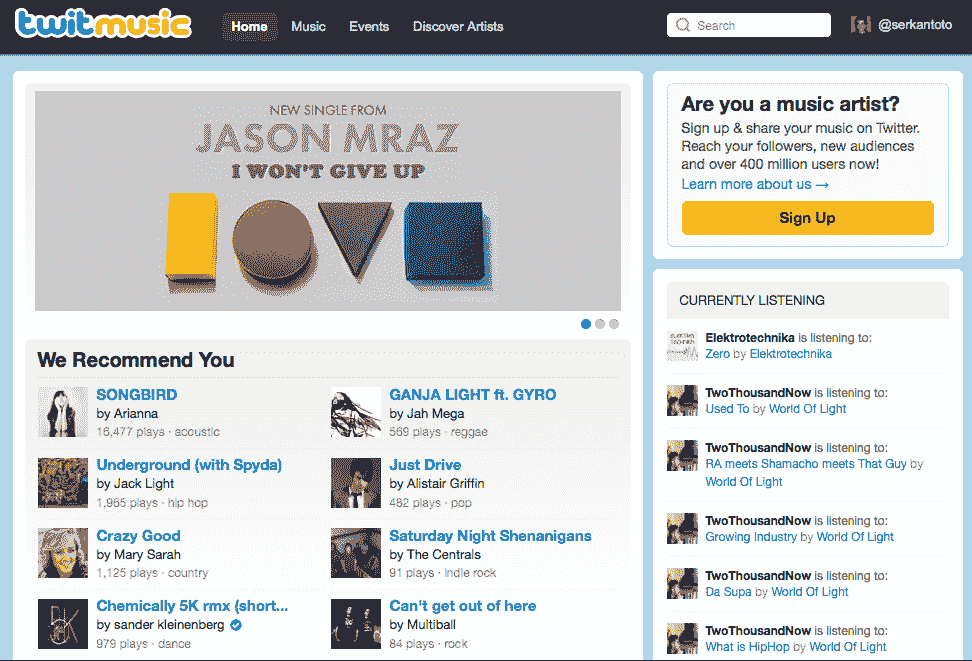 twitmusic
Home Music Events Discover Artists
Search
@serkantoto
NEW SINGLE FROM
JASON MRAZ
I WON'T GIVE UP
We Recommend You
SONGBIRD
by Arianna
16,477 plays · acoustic
GANJA LIGHT ft. GYRO
by Jah Mega
569 plays · reggae
Underground (with Spyda)
by Jack Light
1,965 plays · hip hop
Just Drive
by Alistair Griffin
482 plays · pop
Crazy Good
by Mary Sarah
1,125 plays · country
Saturday Night Shenanigans
by The Centrals
91 plays · indie rock
Chemically 5K rmx (short...
by sander kleinenberg
979 plays · dance
Can't get out of here
by Multiball
84 plays · rock
Are you a music artist?
Sign up & share your music on Twitter.
Reach your followers, new audiences
and over 400 million users now!
Learn more about us →
Sign Up
CURRENTLY LISTENING
Elektrotechnika is listening to:
Zero by Elektrotechnika
TwoThousandNow is listening to:
Used To by World Of Light
TwoThousandNow is listening to:
RA meets Shamacho meets That Guy by
World Of Light
TwoThousandNow is listening to:
Growing Industry by World Of Light
TwoThousandNow is listening to:
Da Supa by World Of Light
TwoThousandNow is listening to:
What is HipHop by World Of Light